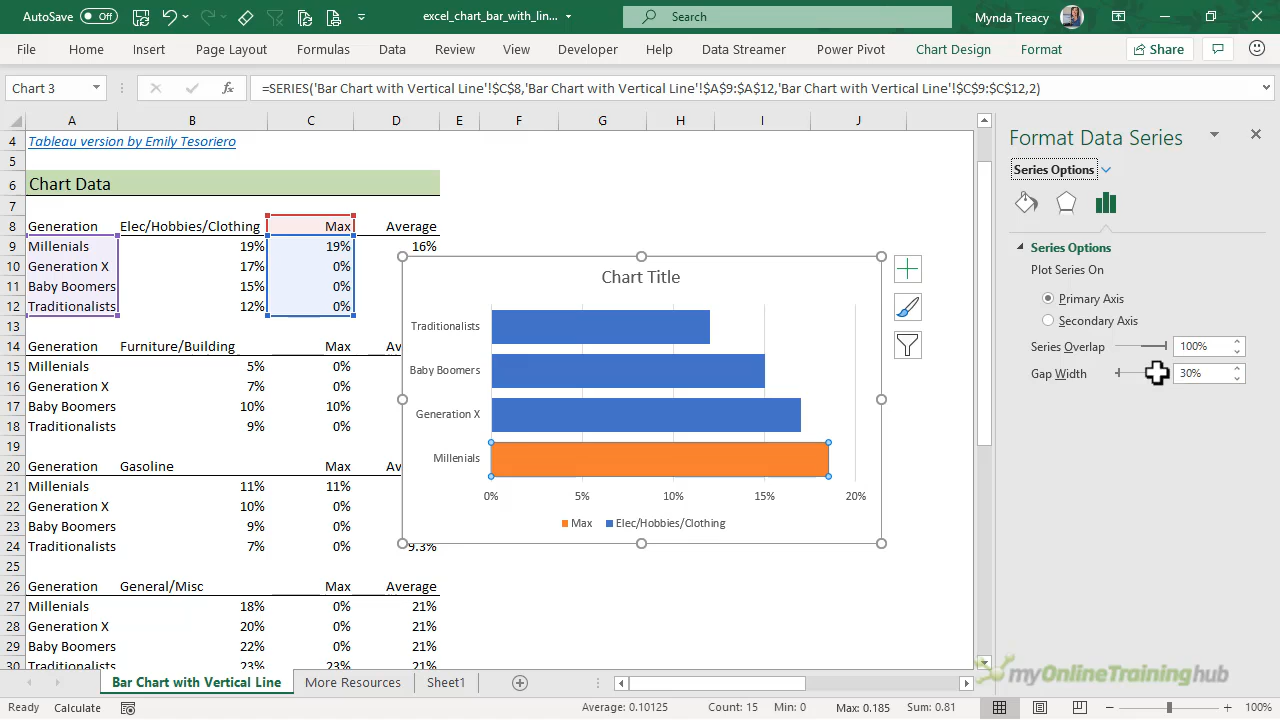 AutoSave Off excel_chart_bar_with_lin... Search Mynda Treacy
File Home Insert Page Layout Formulas Data Review View Developer Help Data Streamer Power Pivot Chart Design Format Share
Chart 3 fx =SERIES('Bar Chart with Vertical Line'!$C$8,'Bar Chart with Vertical Line'!$A$9:$A$12,'Bar Chart with Vertical Line'!$C$9:$C$12,2)
A B C D E F G H I J
4 Tableau version by Emily Tesoriero
5
6 Chart Data
7
8 Generation Elec/Hobbies/Clothing Max Average
9 Millenials 19% 19% 16%
10 Generation X 17% 0%
11 Baby Boomers 15% 0%
12 Traditionalists 12% 0%
13
14 Generation Furniture/Building Max
15 Millenials 5% 0%
16 Generation X 7% 0%
17 Baby Boomers 10% 10%
18 Traditionalists 9% 0%
19
20 Generation Gasoline Max
21 Millenials 11% 11%
22 Generation X 10% 0%
23 Baby Boomers 9% 0%
24 Traditionalists 7% 0% 9.3%
25
26 Generation General/Misc Max Average
27 Millenials 18% 0% 21%
28 Generation X 20% 0% 21%
29 Baby Boomers 22% 0% 21%
30 Traditionalists 23% 23% 21%
Chart Title
Traditionalists
Baby Boomers
Generation X
Millenials
0% 5% 10% 15% 20%
Max Elec/Hobbies/Clothing
Format Data Series
Series Options
Series Options
Plot Series On
Primary Axis
Secondary Axis
Series Overlap 100%
Gap Width 30%
myOnlineTrainingHub
Bar Chart with Vertical Line More Resources Sheet1
Ready Calculate Average: 0.10125 Count: 15 Min: 0 Max: 0.185 Sum: 0.81 100%